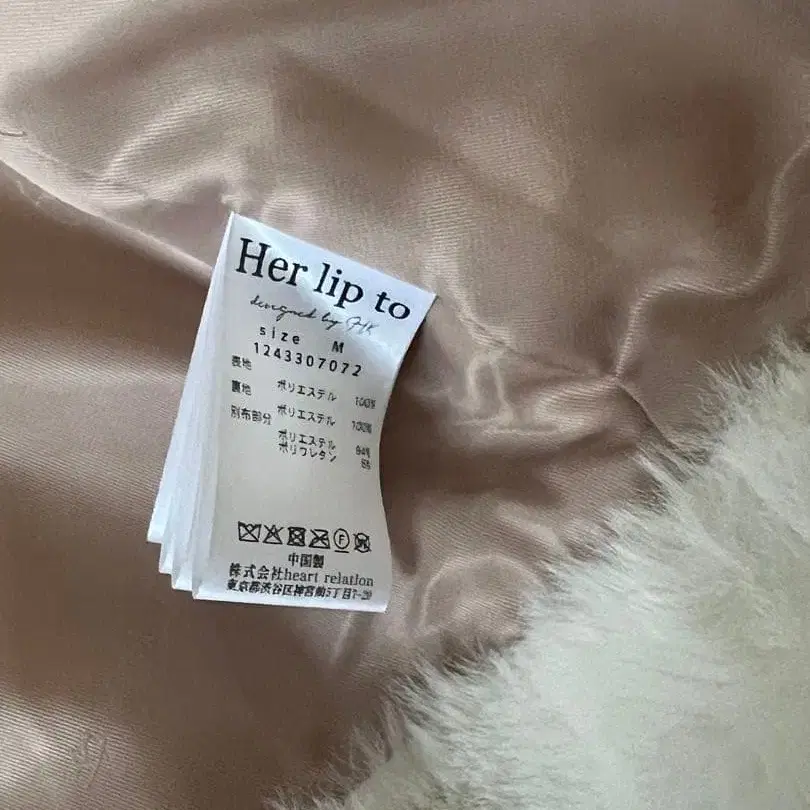 Her lip to
designed by HK
size M
1243307072
表地 ポリエステル 100%
裏地 ポリエステル 100%
別布部分 ポリエステル 94%
ポリウレタン 6%
中国製
株式会社heart relation
東京都渋谷区神宮前5丁目7-20